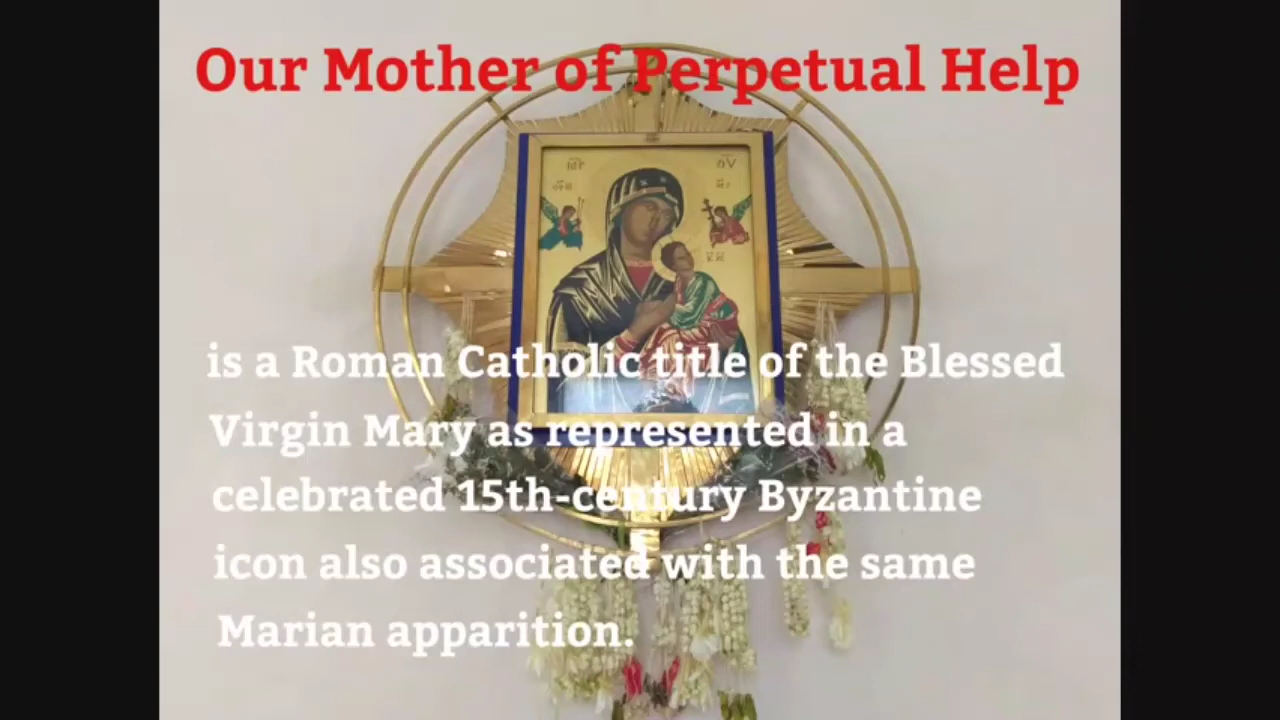 Our Mother of Perpetual Help
is a Roman Catholic title of the Blessed
Virgin Mary as represented in a
celebrated 15th-century Byzantine
icon also associated with the same
Marian apparition.